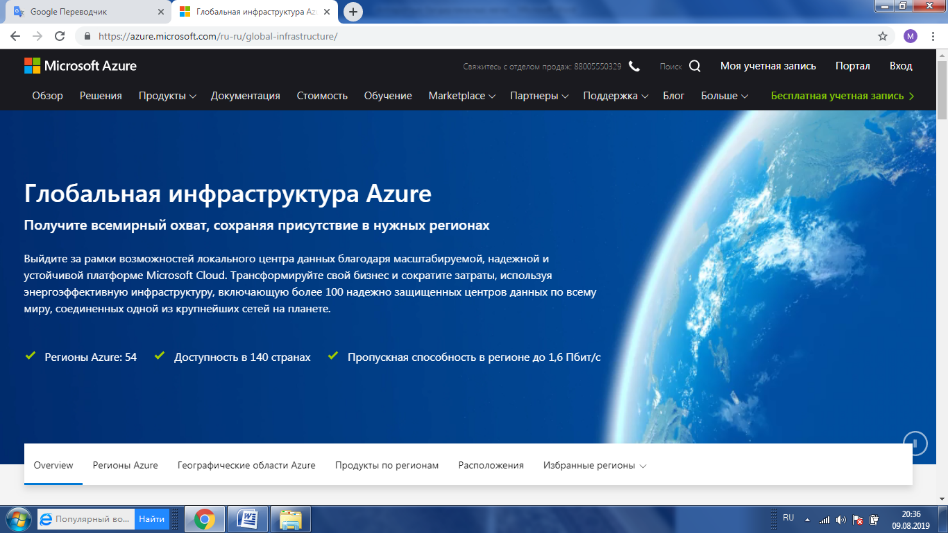 Google Переводчик
Глобальная инфраструктура Az
https://azure.microsoft.com/ru-ru/global-infrastructure/
M
Microsoft Azure
Свяжитесь с отделом продаж: 88005550329
Поиск
Моя учетная запись
Портал
Вход
Обзор
Решения
Продукты
Документация
Стоимость
Обучение
Marketplace
Партнеры
Поддержка
Блог
Больше
Бесплатная учетная запись
Глобальная инфраструктура Azure
Получите всемирный охват, сохраняя присутствие в нужных регионах
Выйдите за рамки возможностей локального центра данных благодаря масштабируемой, надежной и
устойчивой платформе Microsoft Cloud. Трансформируйте свой бизнес и сократите затраты, используя
энергоэффективную инфраструктуру, включающую более 100 надежно защищенных центров данных по всему
миру, соединенных одной из крупнейших сетей на планете.
Регионы Azure: 54
Доступность в 140 странах
Пропускная способность в регионе до 1,6 Пбит/с
Overview
Регионы Azure
Географические области Azure
Продукты по регионам
Расположения
Избранные регионы
Популярный во...
Найти
RU
20:36
09.08.2019